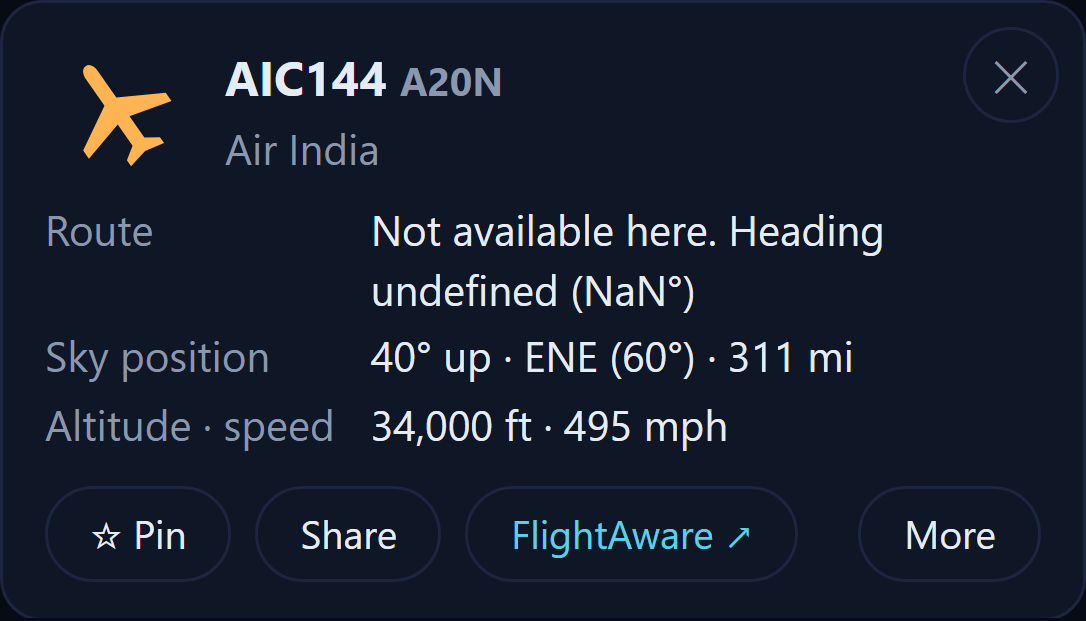 AIC144 A20N
Air India
Route Not available here. Heading
undefined (NaN°)
Sky position 40° up · ENE (60°) · 311 mi
Altitude · speed 34,000 ft · 495 mph
☆ Pin Share FlightAware ↗ More